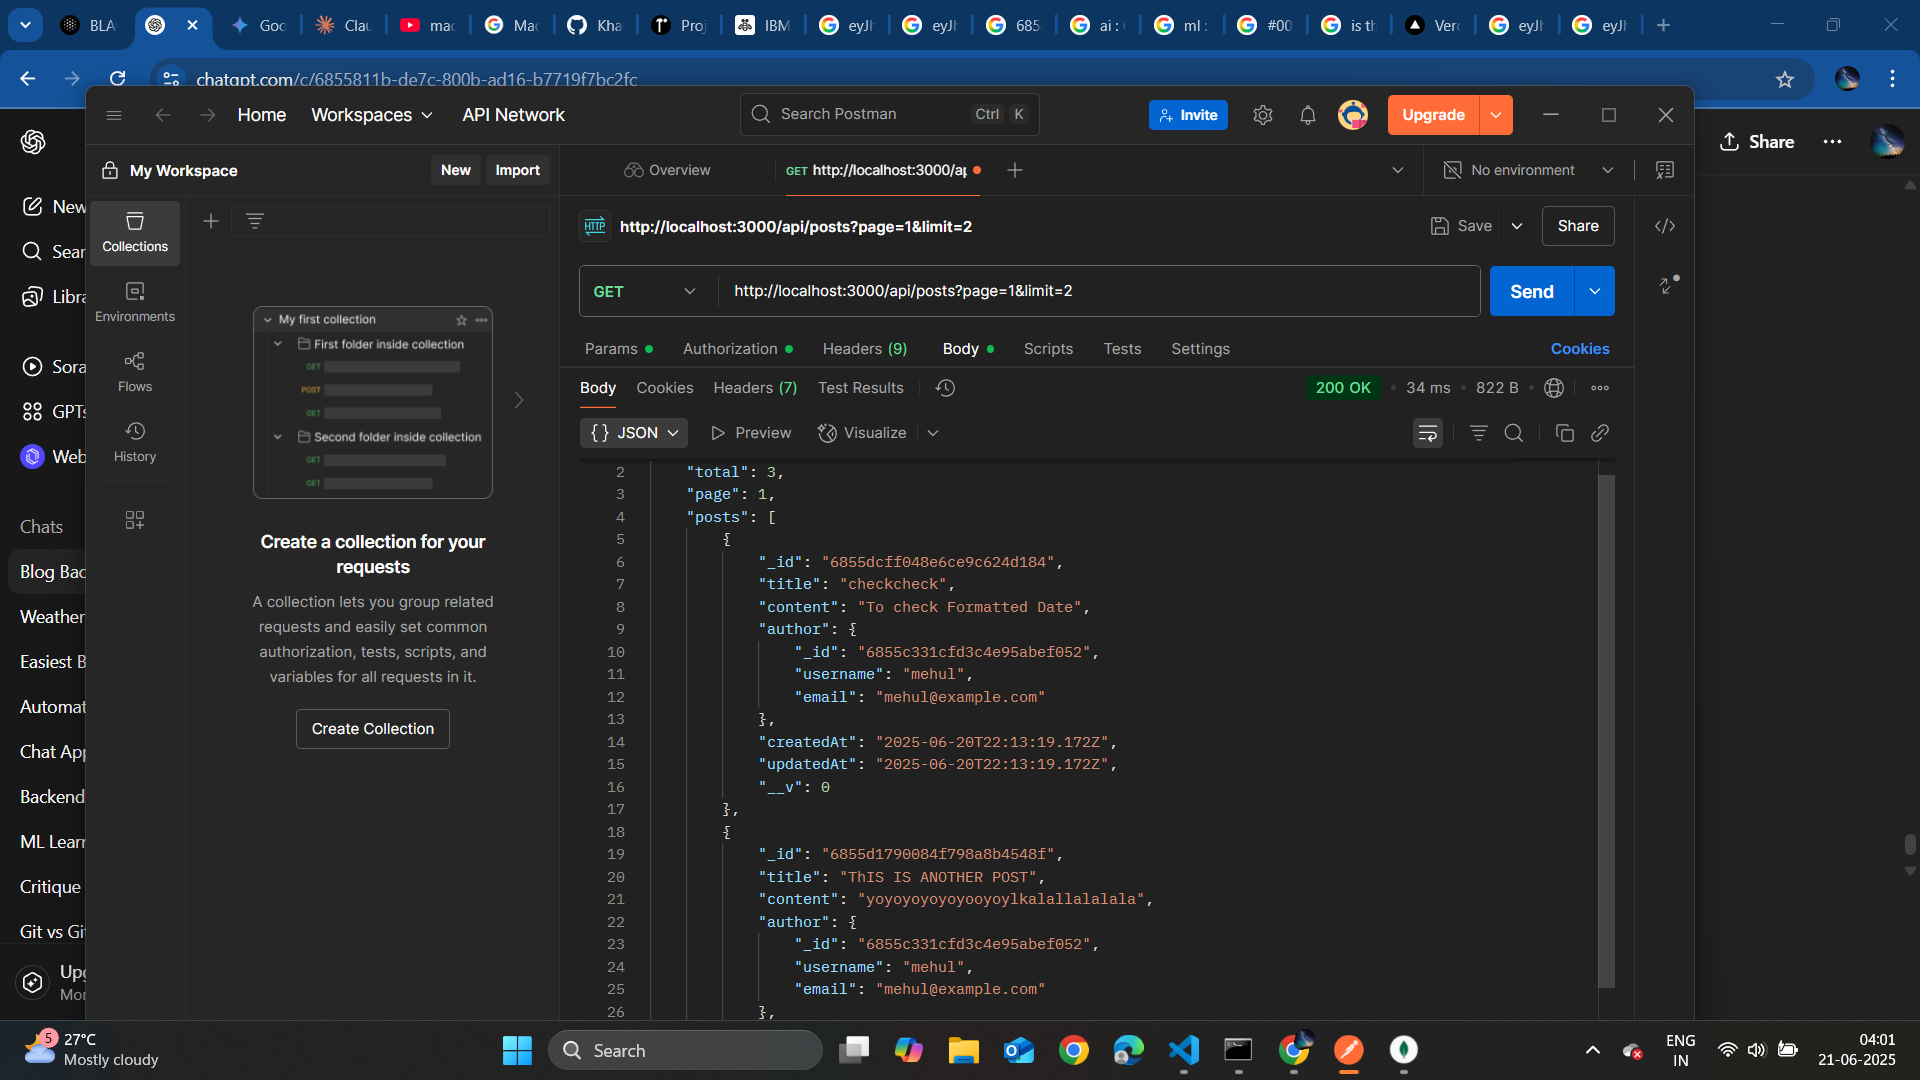 BLA
Goo
Clau
mac
Mac
Kha
Proj
IBM
eyJh
eyJh
685
ai : 
ml :
#00
is th
Verc
eyJh
eyJh
chatgpt.com/c/6855811b-de7c-800b-ad16-b7719f7bc2fc
Home
Workspaces
API Network
Search Postman
Ctrl
K
Invite
Upgrade
Share
My Workspace
New
Import
Overview
GET http://localhost:3000/ap
No environment
New
Sear
Libra
Sora
GPTs
Web
Chats
Blog Bac
Weather
Easiest B
Automat
Chat App
Backend
ML Learn
Critique
Git vs Git
Upg
Mor
Collections
Environments
Flows
History
My first collection
First folder inside collection
GET
POST
GET
Second folder inside collection
GET
GET
Create a collection for your
requests
A collection lets you group related
requests and easily set common
authorization, tests, scripts, and
variables for all requests in it.
Create Collection
HTTP
http://localhost:3000/api/posts?page=1&limit=2
Save
Share
GET
http://localhost:3000/api/posts?page=1&limit=2
Send
Params
Authorization
Headers (9)
Body
Scripts
Tests
Settings
Cookies
Body
Cookies
Headers (7)
Test Results
200 OK
34 ms
822 B
{} JSON
Preview
Visualize
2 "total": 3,
3 "page": 1,
4 "posts": [
5 {
6 "_id": "6855dcff048e6ce9c624d184",
7 "title": "checkcheck",
8 "content": "To check Formatted Date",
9 "author": {
10 "_id": "6855c331cfd3c4e95abef052",
11 "username": "mehul",
12 "email": "mehul@example.com"
13 },
14 "createdAt": "2025-06-20T22:13:19.172Z",
15 "updatedAt": "2025-06-20T22:13:19.172Z",
16 "__v": 0
17 },
18 {
19 "_id": "6855d1790084f798a8b4548f",
20 "title": "ThIS IS ANOTHER POST",
21 "content": "yoyoyoyoyoyooyoylkalallalalala",
22 "author": {
23 "_id": "6855c331cfd3c4e95abef052",
24 "username": "mehul",
25 "email": "mehul@example.com"
26 },
5
27°C
Mostly cloudy
Search
ENG
IN
04:01
21-06-2025